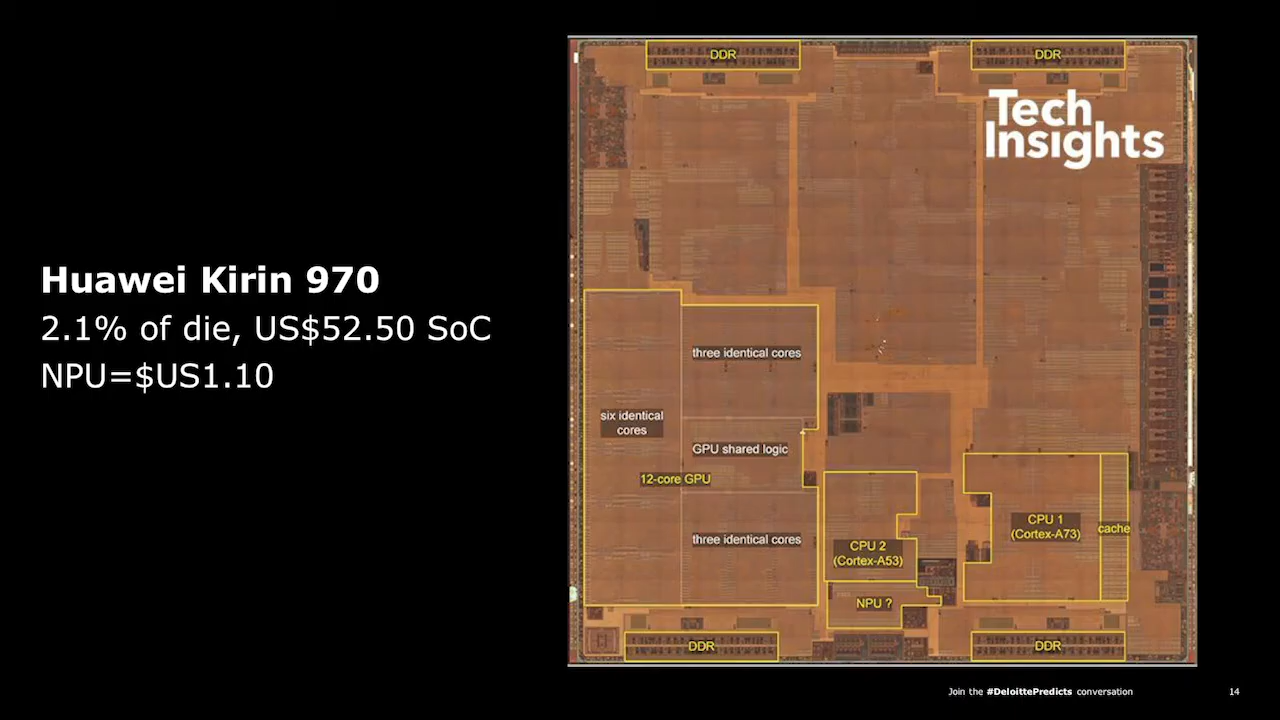 Huawei Kirin 970
2.1% of die, US$52.50 SoC
NPU=$US1.10
DDR
DDR
Tech
Insights
three identical cores
six identical
cores
GPU shared logic
12-core GPU
three identical cores
CPU 2
(Cortex-A53)
CPU 1
(Cortex-A73)
cache
NPU ?
DDR
DDR
Join the #DeloittePredicts conversation
14